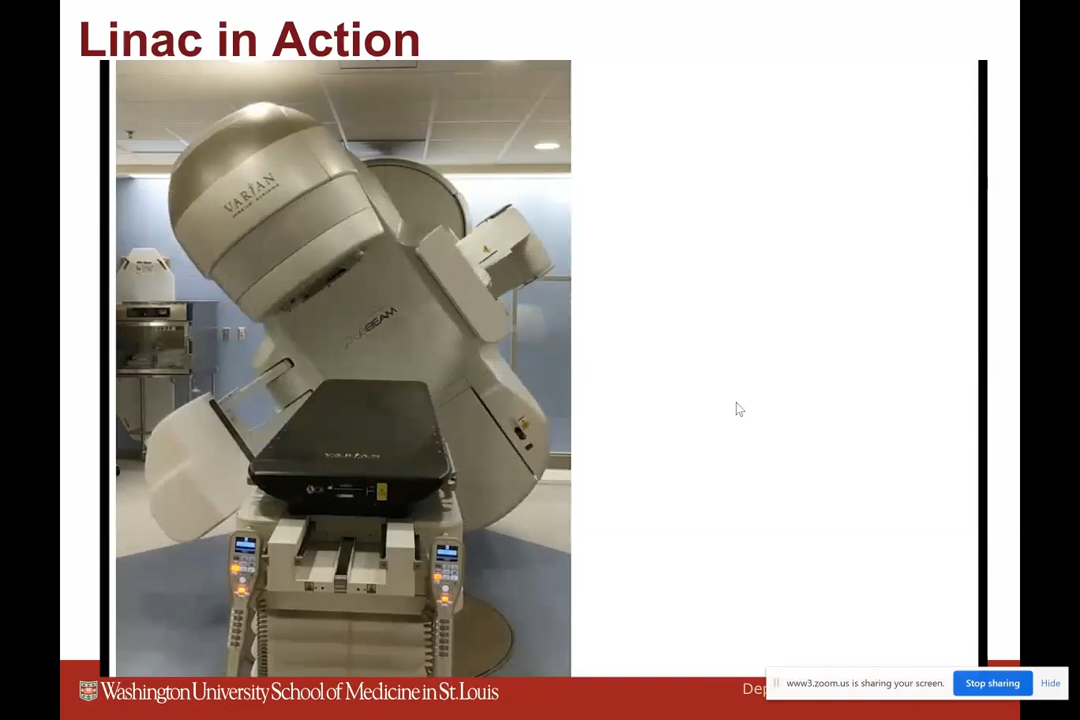 Linac in Action
VARIAN
BEAM
VARIAN
Washington University School of Medicine in St. Louis
www3.zoom.us is sharing your screen.
Stop sharing
Hide